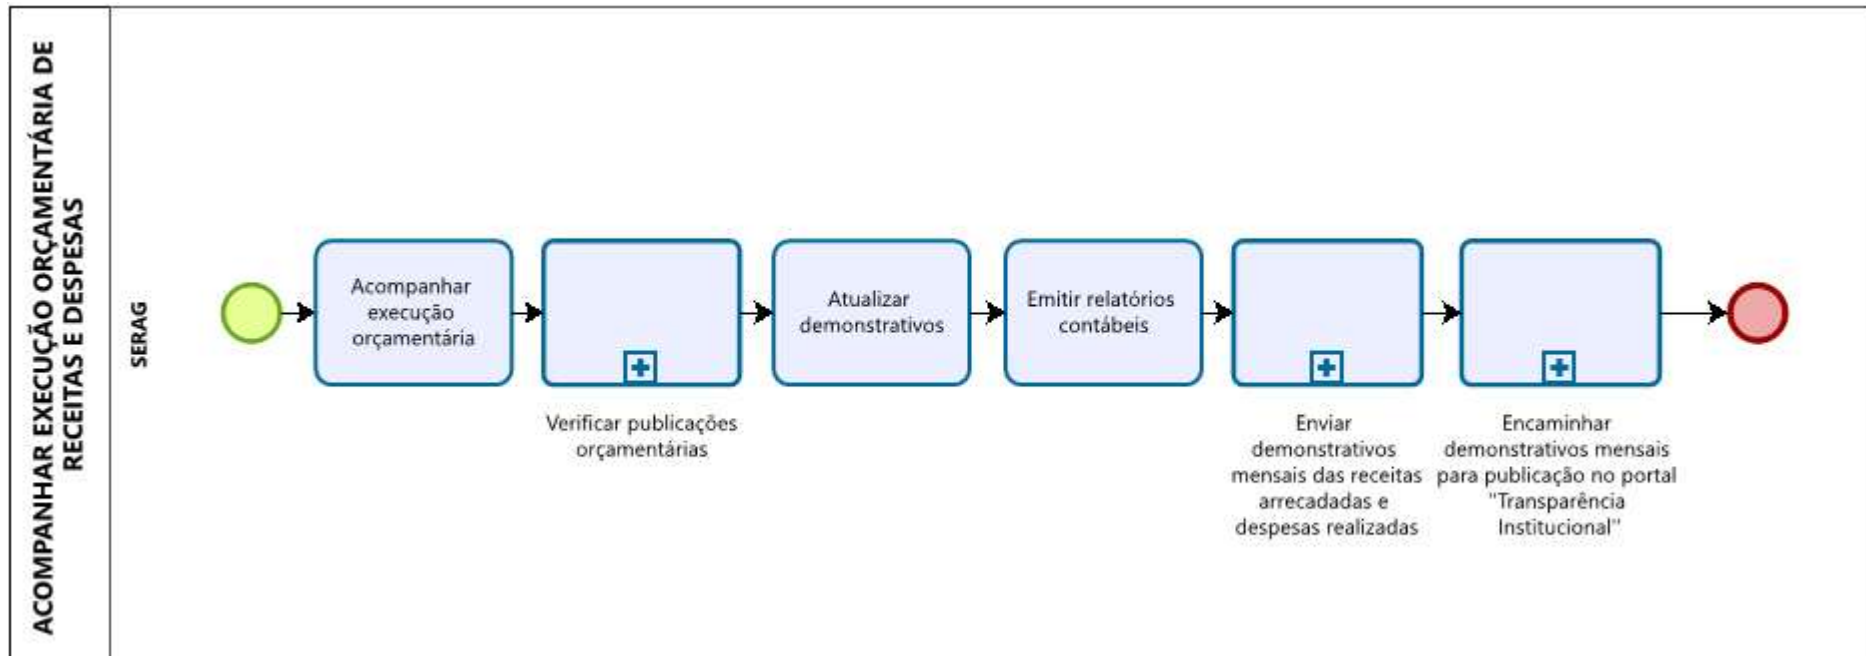 ACOMPANHAR EXECUÇÃO ORÇAMENTÁRIA DE
RECEITAS E DESPESAS
SERAG
Acompanhar
execução
orçamentária
Verificar publicações
orçamentárias
Atualizar
demonstrativos
Emitir relatórios
contábeis
Enviar
demonstrativos
mensais das receitas
arrecadadas e
despesas realizadas
Encaminhar
demonstrativos mensais
para publicação no portal
"Transparência
Institucional"